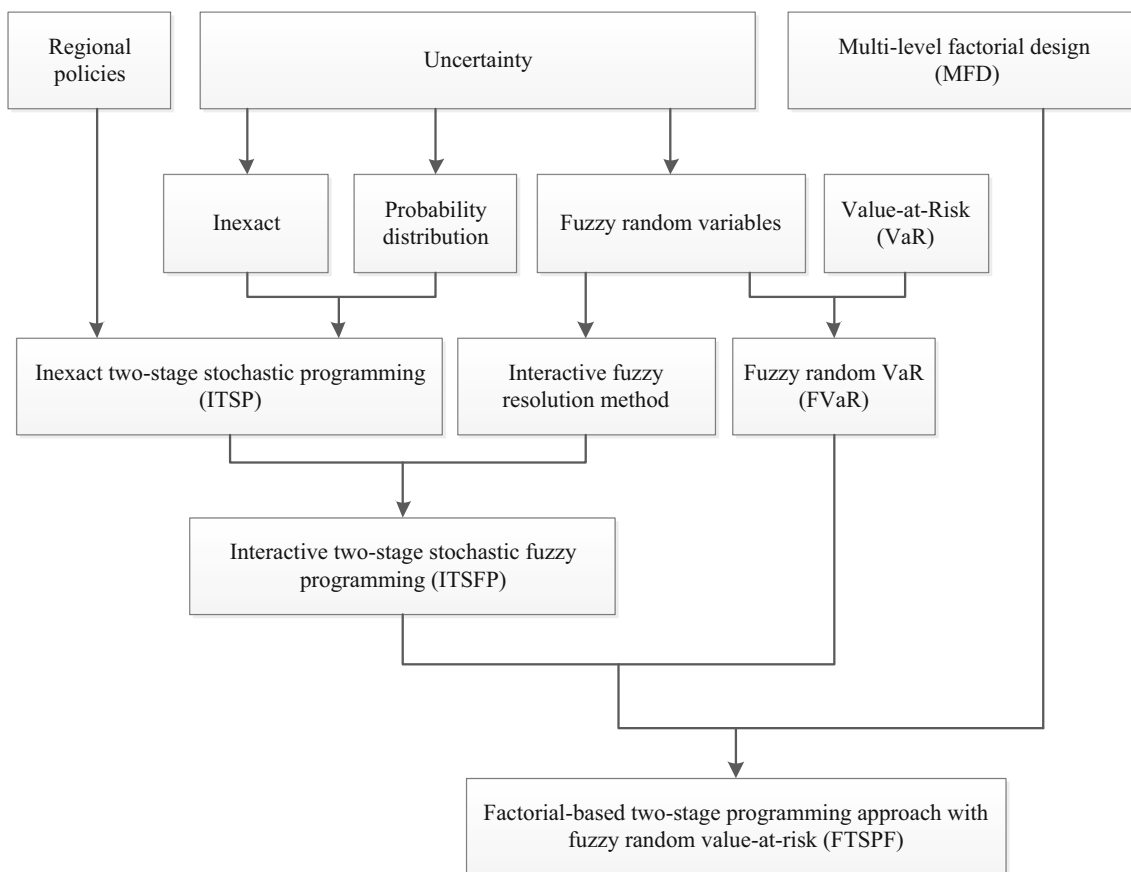 Regional
policies
Uncertainty
Multi-level factorial design
(MFD)
Inexact
Probability
distribution
Fuzzy random variables
Value-at-Risk
(VaR)
Inexact two-stage stochastic programming
(ITSP)
Interactive fuzzy
resolution method
Fuzzy random VaR
(FVaR)
Interactive two-stage stochastic fuzzy
programming (ITSFP)
Factorial-based two-stage programming approach with
fuzzy random value-at-risk (FTSPF)